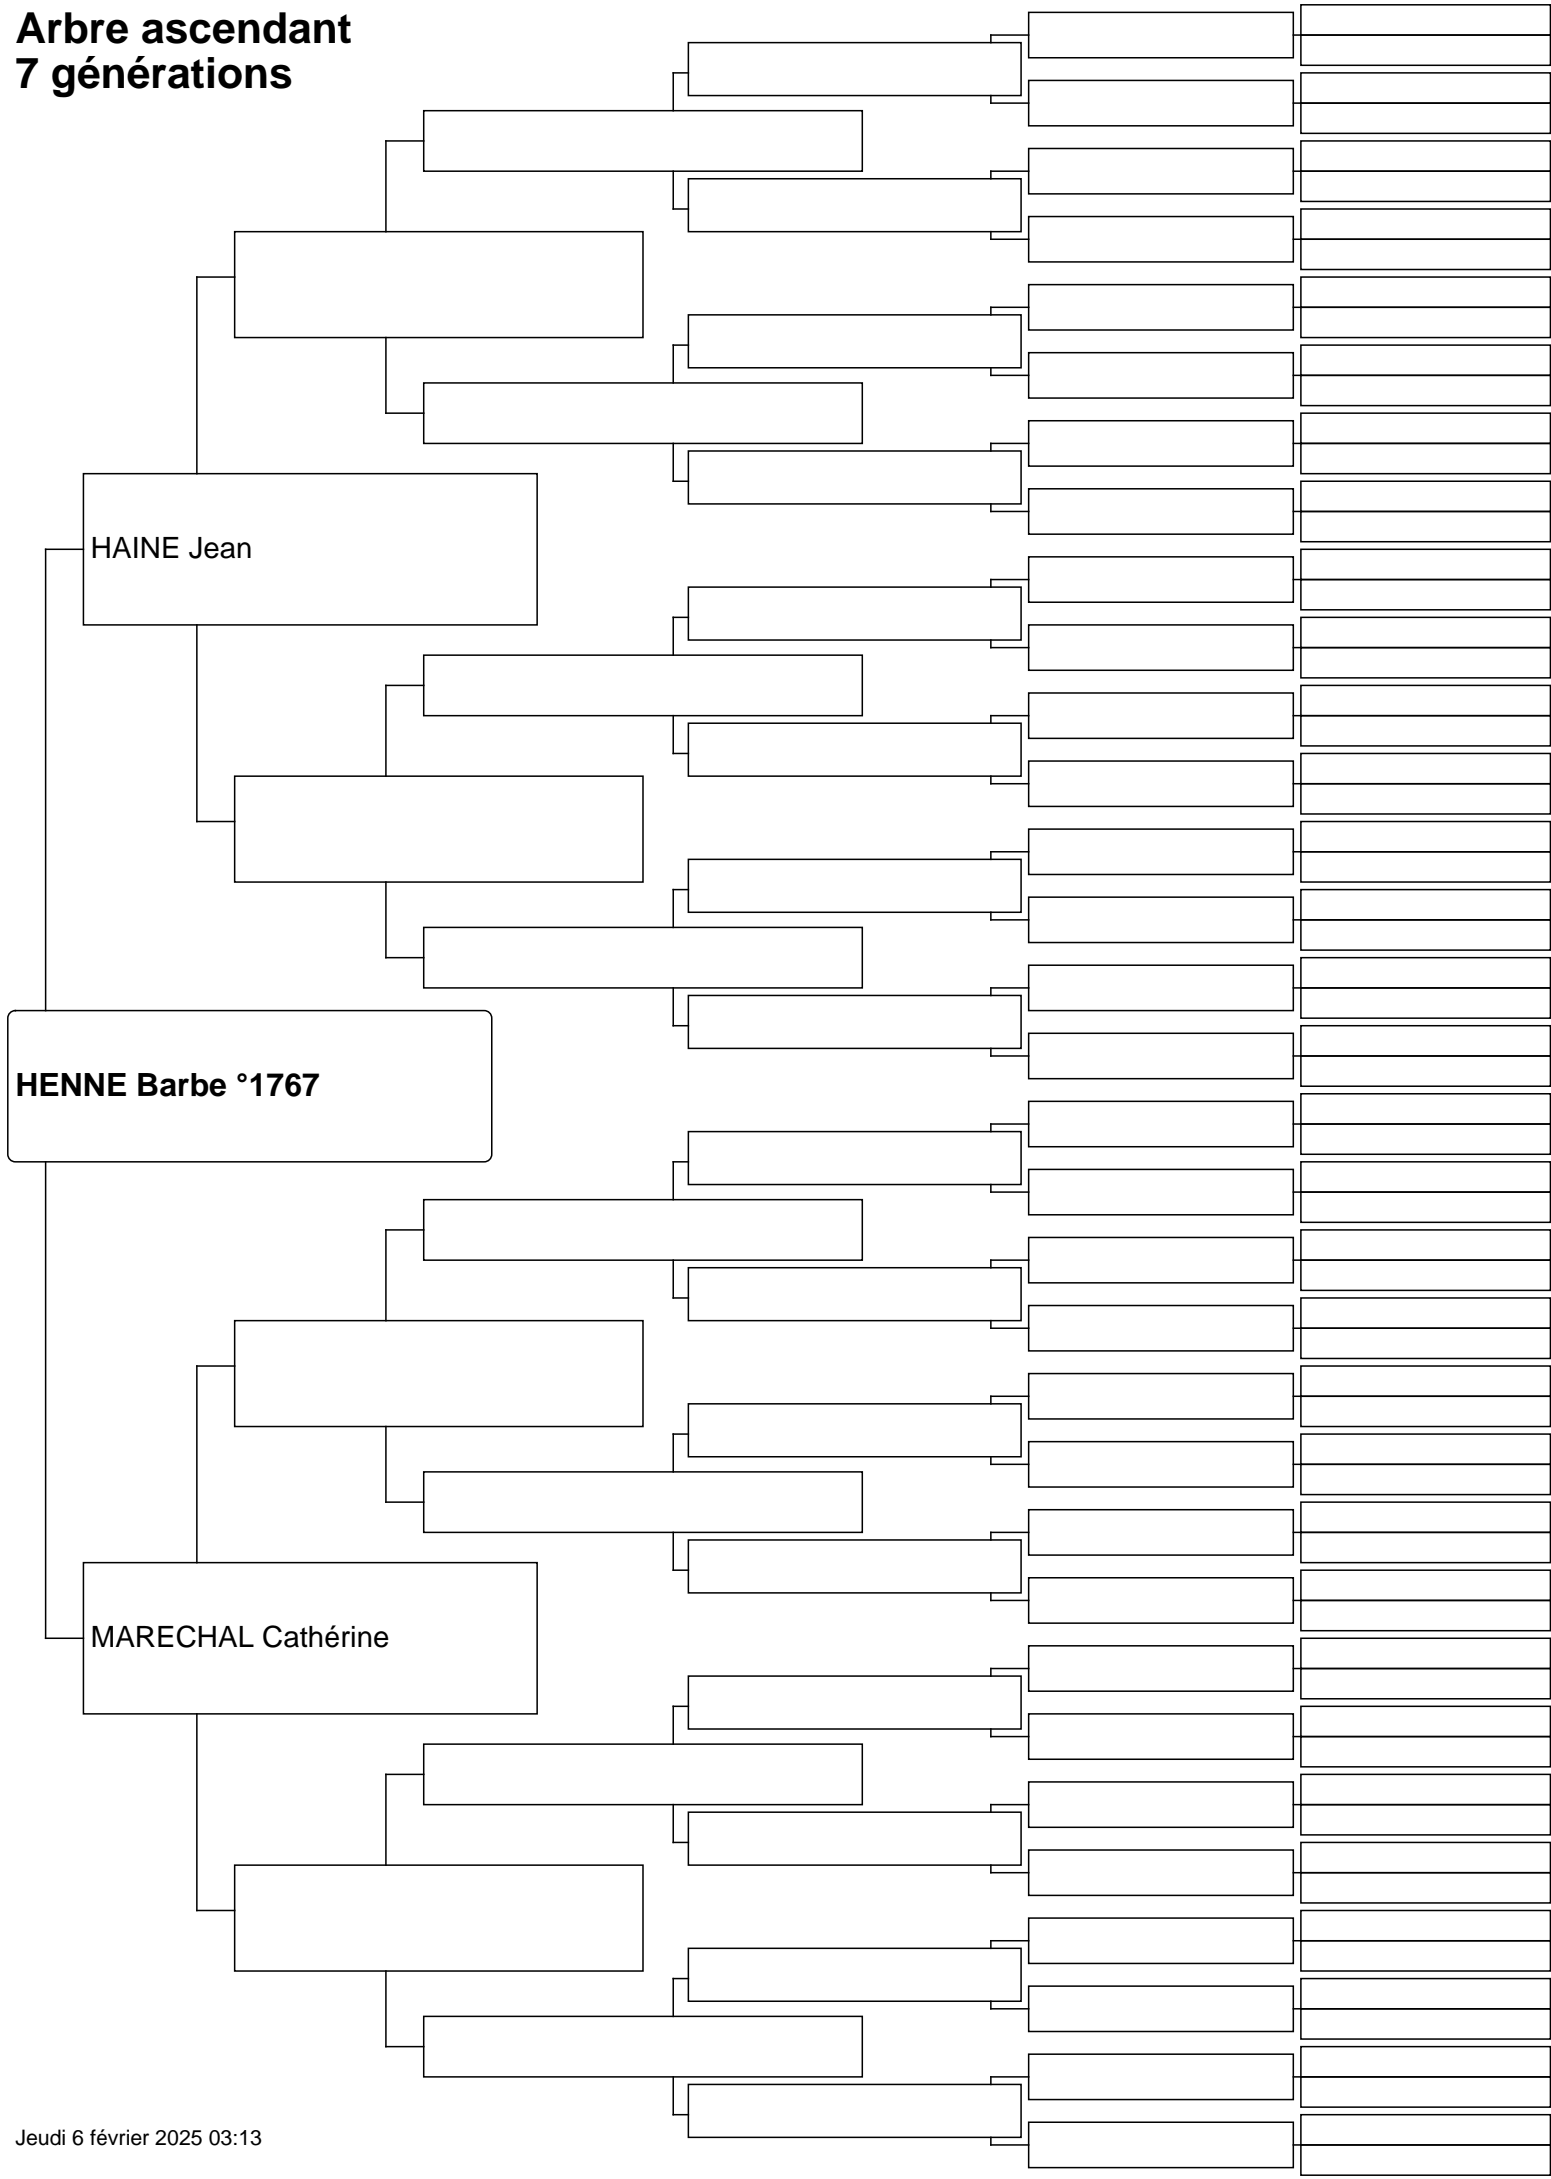 Arbre ascendant
7 générations
HAINE Jean
HENNE Barbe °1767
MARECHAL Cathérine
Jeudi 6 février 2025 03:13